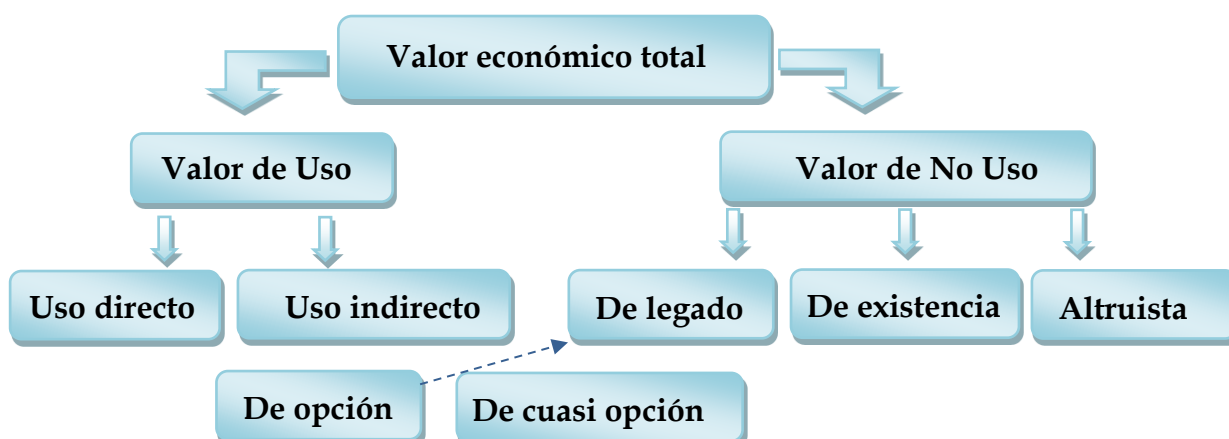 Valor económico total
Valor de Uso
Valor de No Uso
Uso directo
Uso indirecto
De legado
De existencia
Altruista
De opción
De cuasi opción